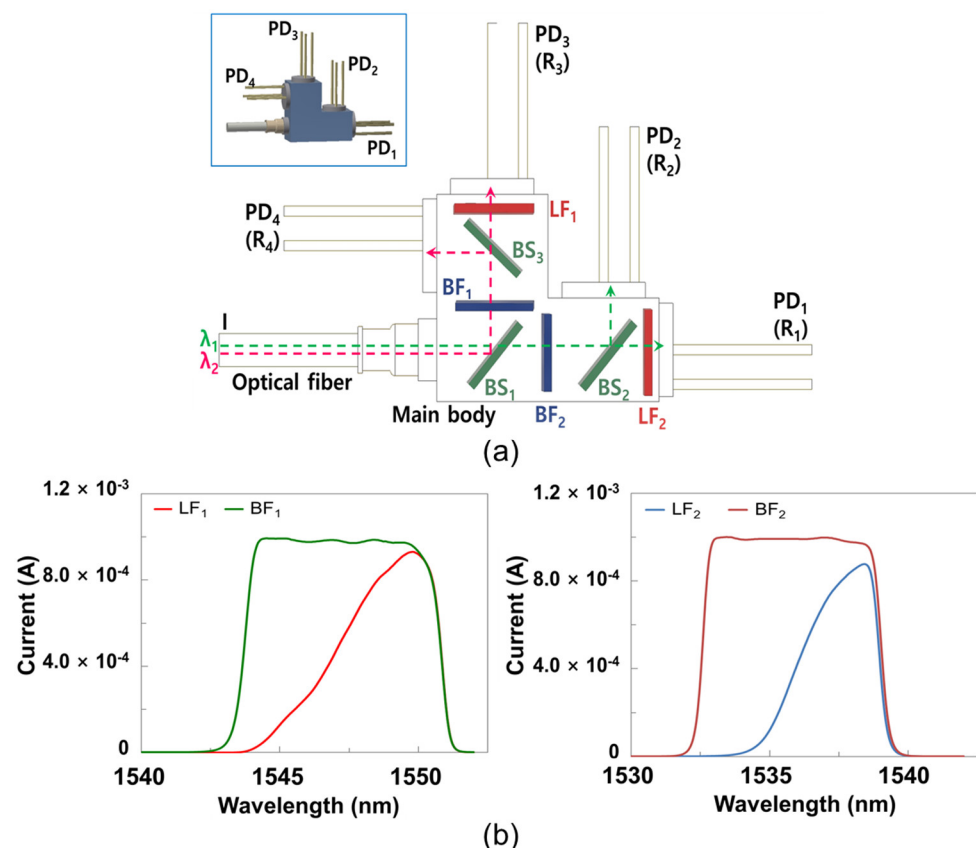 PD₃
PD₂
PD₄
PD₁
PD₃
(R₃)
PD₂
(R₂)
PD₄
(R₄)
LF₁
BS₃
BF₁
PD₁
(R₁)
I
λ₁
λ₂
Optical fiber
BS₁
BS₂
Main body
BF₂
LF₂
(a)
1.2 × 10⁻³
LF₁
BF₁
8.0 × 10⁻⁴
Current (A)
4.0 × 10⁻⁴
0
1540
1545
1550
Wavelength (nm)
1.2 × 10⁻³
LF₂
BF₂
8.0 × 10⁻⁴
Current (A)
4.0 × 10⁻⁴
0
1530
1535
1540
Wavelength (nm)
(b)